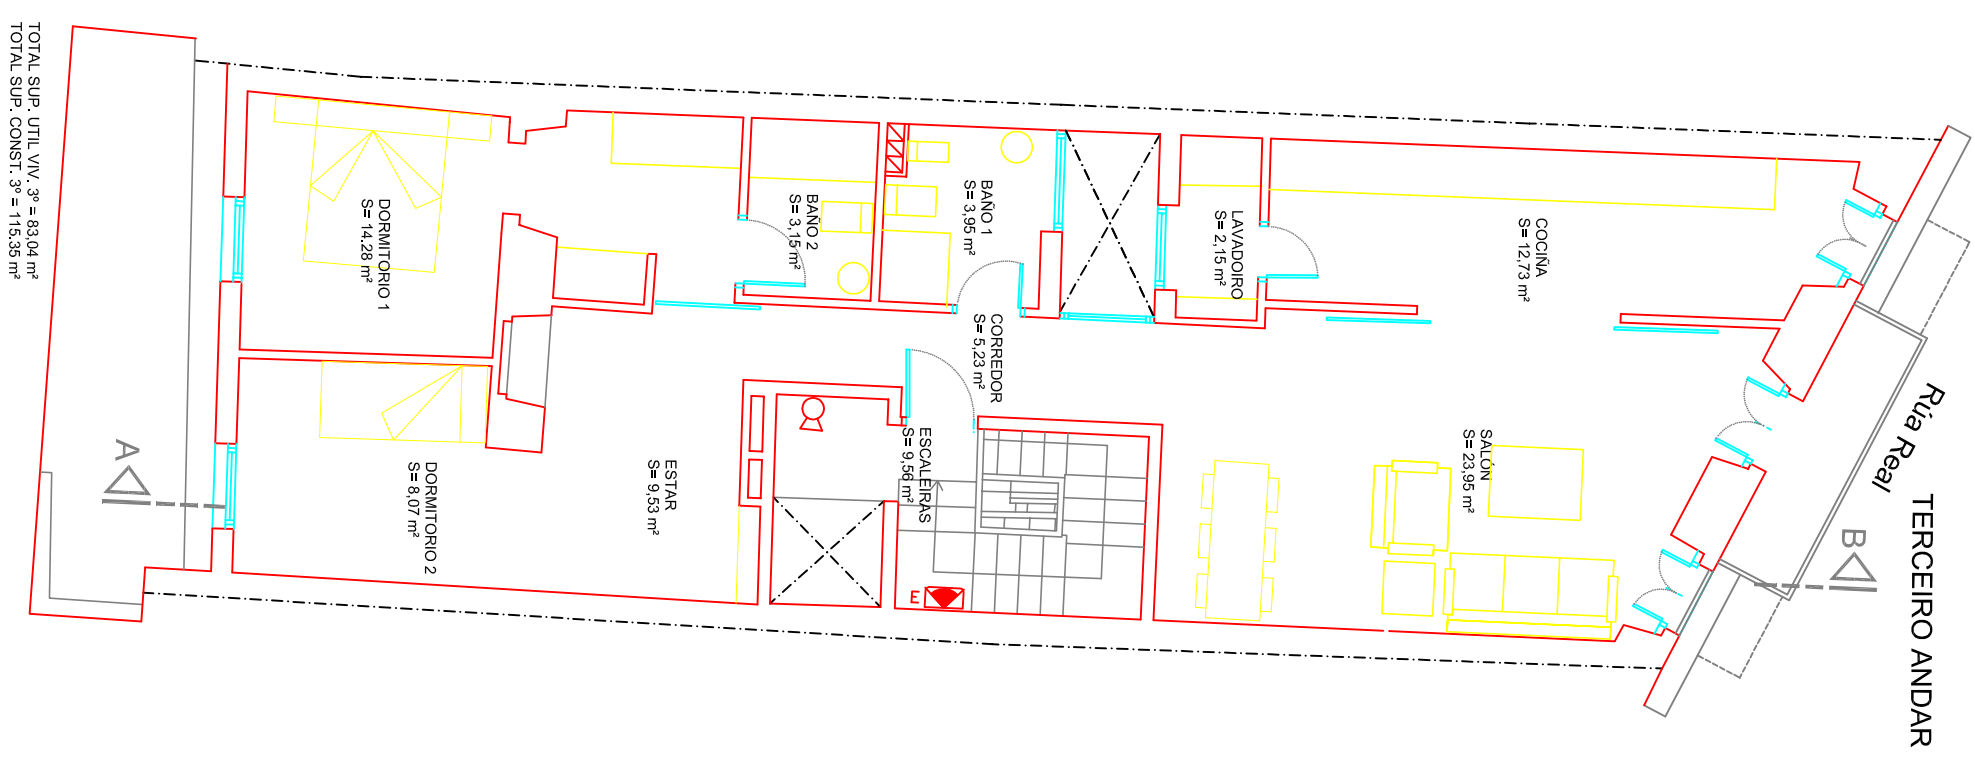 TOTAL SUP. UTIL VIV. 3º = 83,04 m²
TOTAL SUP. CONST. 3º = 115.35 m²
DORMITORIO 1
S= 14.28 m²
DORMITORIO 2
S= 8,07 m²
ESTAR
S= 9,53 m²
BAÑO 2
S= 3,15 m²
BAÑO 1
S= 3,95 m²
CORREDOR
S= 5,23 m²
ESCALEIRAS
S= 9,56 m²
E
LAVADOIRO
S= 2,15 m²
COCIÑA
S=12,73 m²
SALÓN
S= 23,95 m²
Rúa Real
TERCEIRO ANDAR
A
B